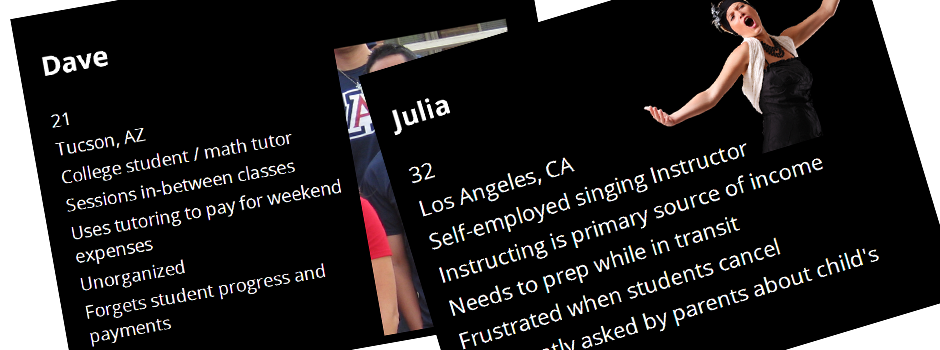 Dave
21
Tucson, AZ
College student / math tutor
Sessions in-between classes
Uses tutoring to pay for weekend
expenses
Unorganized
Forgets student progress and
payments
A
Julia
32
Los Angeles, CA
Self-employed singing Instructor
Instructing is primary source of income
Needs to prep while in transit
Frustrated when students cancel
asked by parents about child's